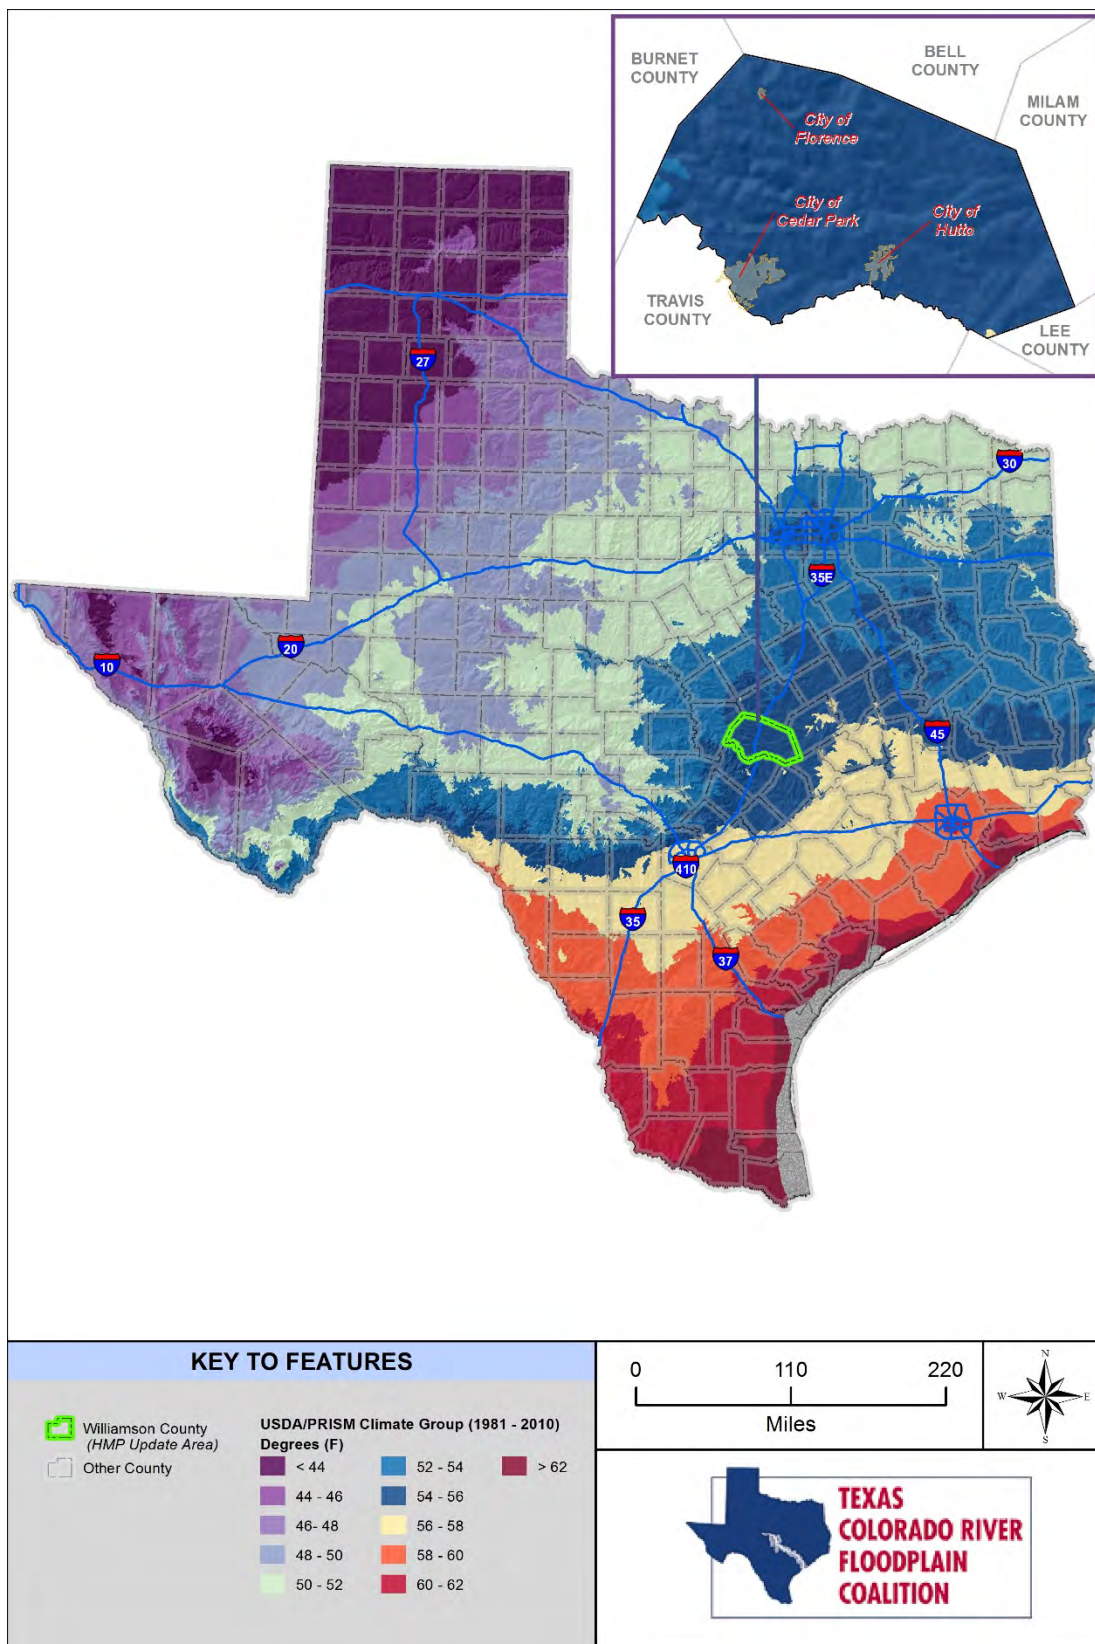 BURNET
COUNTY
BELL
COUNTY
MILAM
COUNTY
City of
Florence
City of
Cedar Park
City of
Hutto
TRAVIS
COUNTY
LEE
COUNTY
27
30
35E
20
10
45
410
35
37
KEY TO FEATURES
Williamson County
(HMP Update Area)
Other County
USDA/PRISM Climate Group (1981 - 2010)
Degrees (F)
< 44
44 - 46
46- 48
48 - 50
50 - 52
52 - 54
54 - 56
56 - 58
58 - 60
60 - 62
> 62
0 110 220
Miles
N
W E
S
TEXAS
COLORADO RIVER
FLOODPLAIN
COALITION